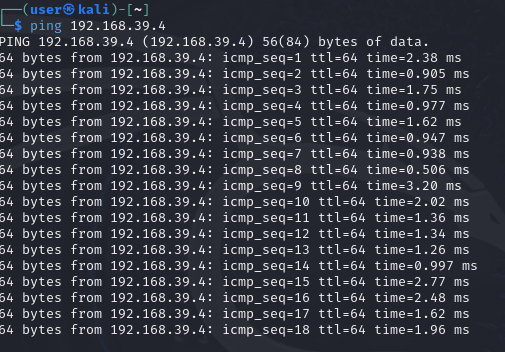 ┌──(user㉿kali)-[~]
└─$ ping 192.168.39.4
PING 192.168.39.4 (192.168.39.4) 56(84) bytes of data.
64 bytes from 192.168.39.4: icmp_seq=1 ttl=64 time=2.38 ms
64 bytes from 192.168.39.4: icmp_seq=2 ttl=64 time=0.905 ms
64 bytes from 192.168.39.4: icmp_seq=3 ttl=64 time=1.75 ms
64 bytes from 192.168.39.4: icmp_seq=4 ttl=64 time=0.977 ms
64 bytes from 192.168.39.4: icmp_seq=5 ttl=64 time=1.62 ms
64 bytes from 192.168.39.4: icmp_seq=6 ttl=64 time=0.947 ms
64 bytes from 192.168.39.4: icmp_seq=7 ttl=64 time=0.938 ms
64 bytes from 192.168.39.4: icmp_seq=8 ttl=64 time=0.506 ms
64 bytes from 192.168.39.4: icmp_seq=9 ttl=64 time=3.20 ms
64 bytes from 192.168.39.4: icmp_seq=10 ttl=64 time=2.02 ms
64 bytes from 192.168.39.4: icmp_seq=11 ttl=64 time=1.36 ms
64 bytes from 192.168.39.4: icmp_seq=12 ttl=64 time=1.34 ms
64 bytes from 192.168.39.4: icmp_seq=13 ttl=64 time=1.26 ms
64 bytes from 192.168.39.4: icmp_seq=14 ttl=64 time=0.997 ms
64 bytes from 192.168.39.4: icmp_seq=15 ttl=64 time=2.77 ms
64 bytes from 192.168.39.4: icmp_seq=16 ttl=64 time=2.48 ms
64 bytes from 192.168.39.4: icmp_seq=17 ttl=64 time=1.62 ms
64 bytes from 192.168.39.4: icmp_seq=18 ttl=64 time=1.96 ms